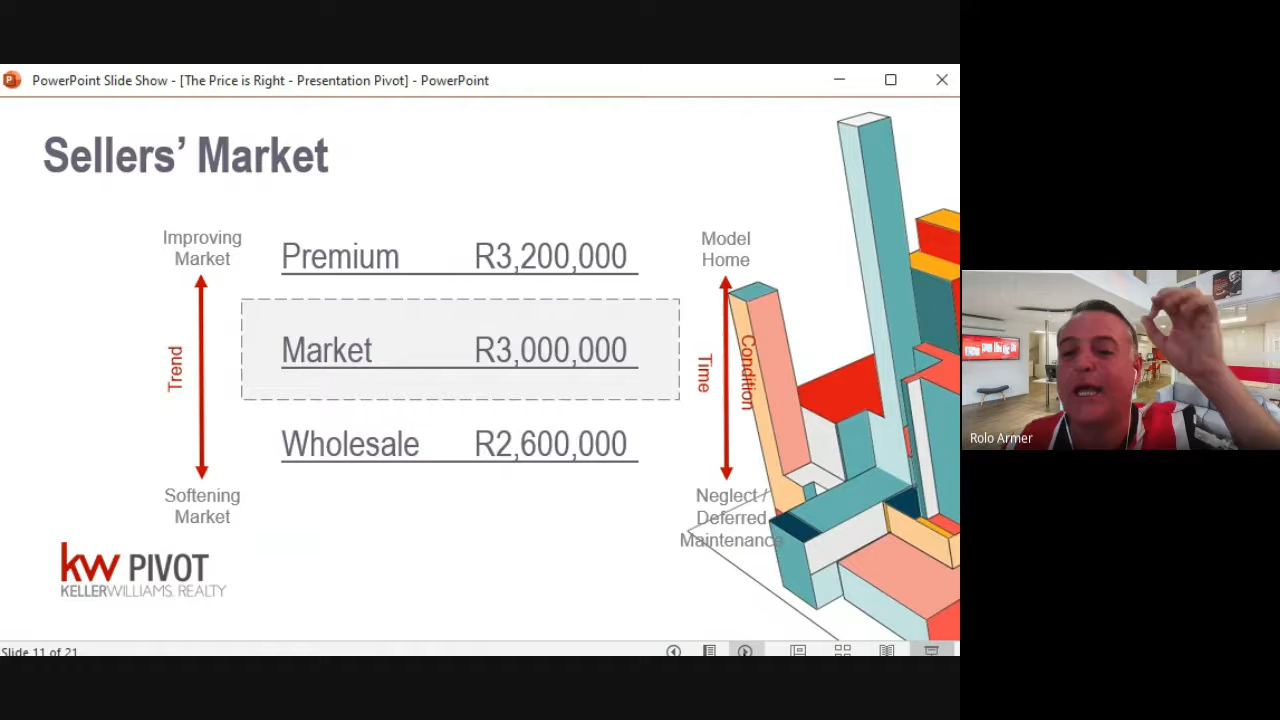 PowerPoint Slide Show - [The Price is Right - Presentation Pivot] - PowerPoint
Sellers’ Market
Improving
Market
Premium R3,200,000
Model
Home
Trend
Market R3,000,000
Time
Condition
Wholesale R2,600,000
Softening
Market
Neglect /
Deferred
Maintenance
kw PIVOT
KELLERWILLIAMS. REALTY
Slide 11 of 21
Rolo Armer